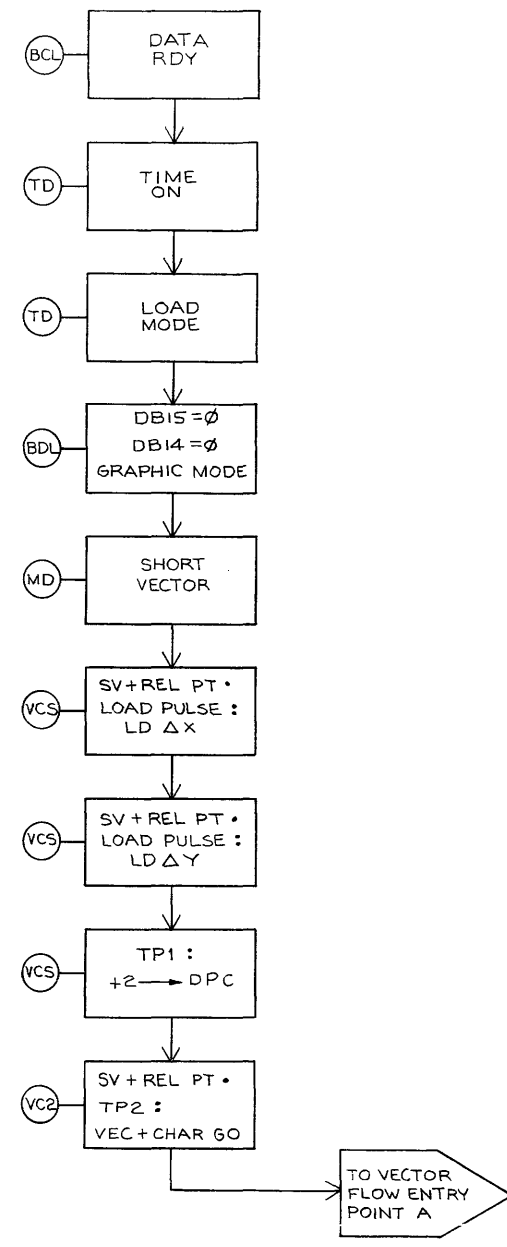 BCL
DATA
RDY
TD
TIME
ON
TD
LOAD
MODE
BDL
DB15=Ø
DB14=Ø
GRAPHIC MODE
MD
SHORT
VECTOR
VCS
SV+REL PT •
LOAD PULSE :
LD ΔX
VCS
SV + REL PT •
LOAD PULSE :
LD ΔY
VCS
TP1 :
+2 → DPC
VC2
SV + REL PT •
TP2 :
VEC + CHAR GO
TO VECTOR
FLOW ENTRY
POINT A